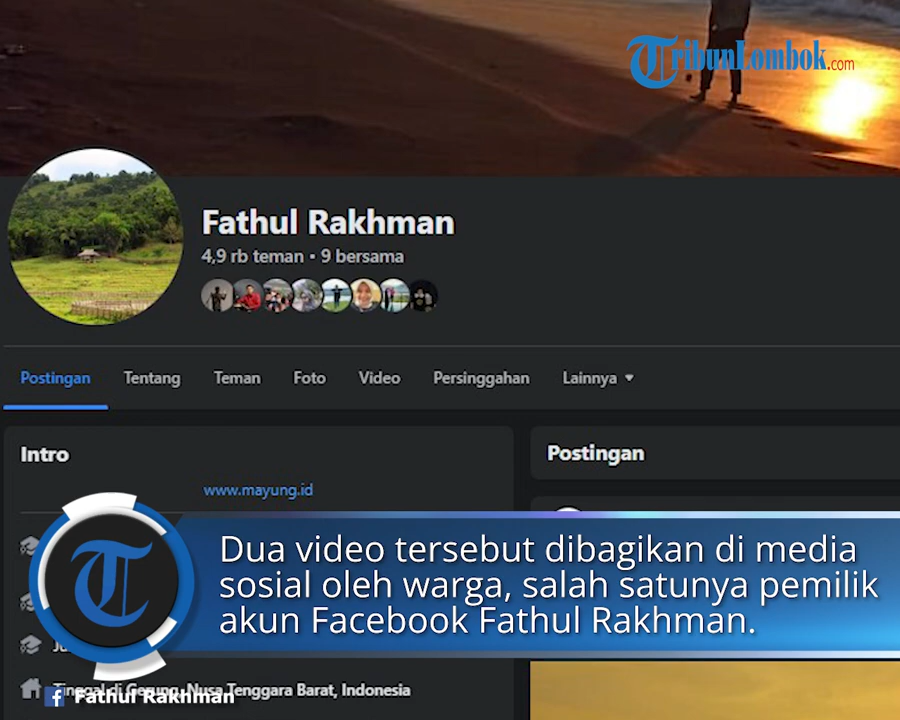 TribunLombok.com
Fathul Rakhman
4,9 rb teman • 9 bersama
Postingan Tentang Teman Foto Video Persinggahan Lainnya
Intro
Postingan
www.mayung.id
Dua video tersebut dibagikan di media
sosial oleh warga, salah satunya pemilik
akun Facebook Fathul Rakhman.
Tinggal di Gerung, Nusa Tenggara Barat, Indonesia
Fathul Rakhman